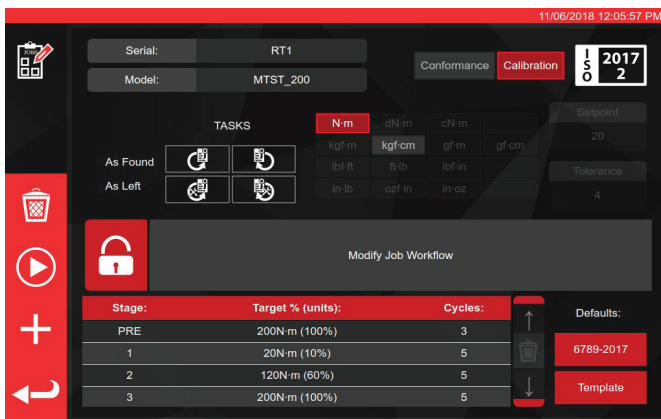 11/06/2018 12:05:57 PM
JOBS
Serial: RT1
Model: MTST_200
Conformance Calibration
ISO 2017 2
TASKS
As Found
As Left
N·m dN·m cN·m
kgf·m kgf·cm gf·m gf·cm
lbf·ft ft·lb lbf·in
in·lb ozf·in in·oz
Setpoint
20
Tolerance
4
Modify Job Workflow
Stage: Target % (units): Cycles:
PRE 200N·m (100%) 3
1 20N·m (10%) 5
2 120N·m (60%) 5
3 200N·m (100%) 5
Defaults:
6789-2017
Template